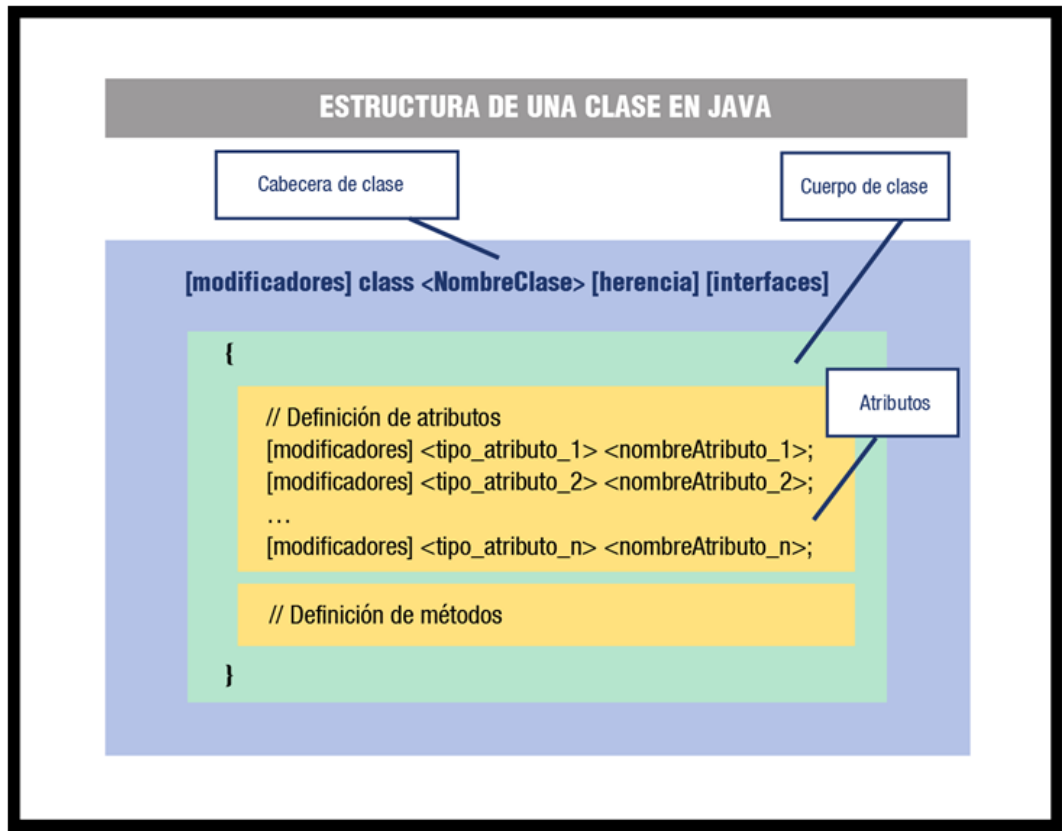 ESTRUCTURA DE UNA CLASE EN JAVA
Cabecera de clase
Cuerpo de clase
[modificadores] class <NombreClase> [herencia] [interfaces]
{
Atributos
// Definición de atributos
[modificadores] <tipo_atributo_1> <nombreAtributo_1>;
[modificadores] <tipo_atributo_2> <nombreAtributo_2>;
…
[modificadores] <tipo_atributo_n> <nombreAtributo_n>;
// Definición de métodos
}